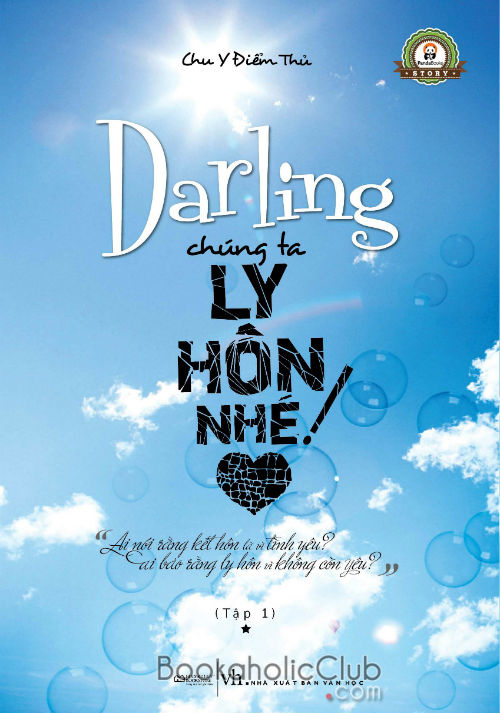 Chu Y Điểm Thủ
PandaBooks
STORY
Darling
chúng ta
LY
HÔN
NHÉ!
“Ai nói rằng kết hôn là vì tình yêu?
ai bảo rằng ly hôn vì không còn yêu?”
(Tập 1)
BookaholicClub
.com
Vh. NHÀ XUẤT BẢN VĂN HỌC